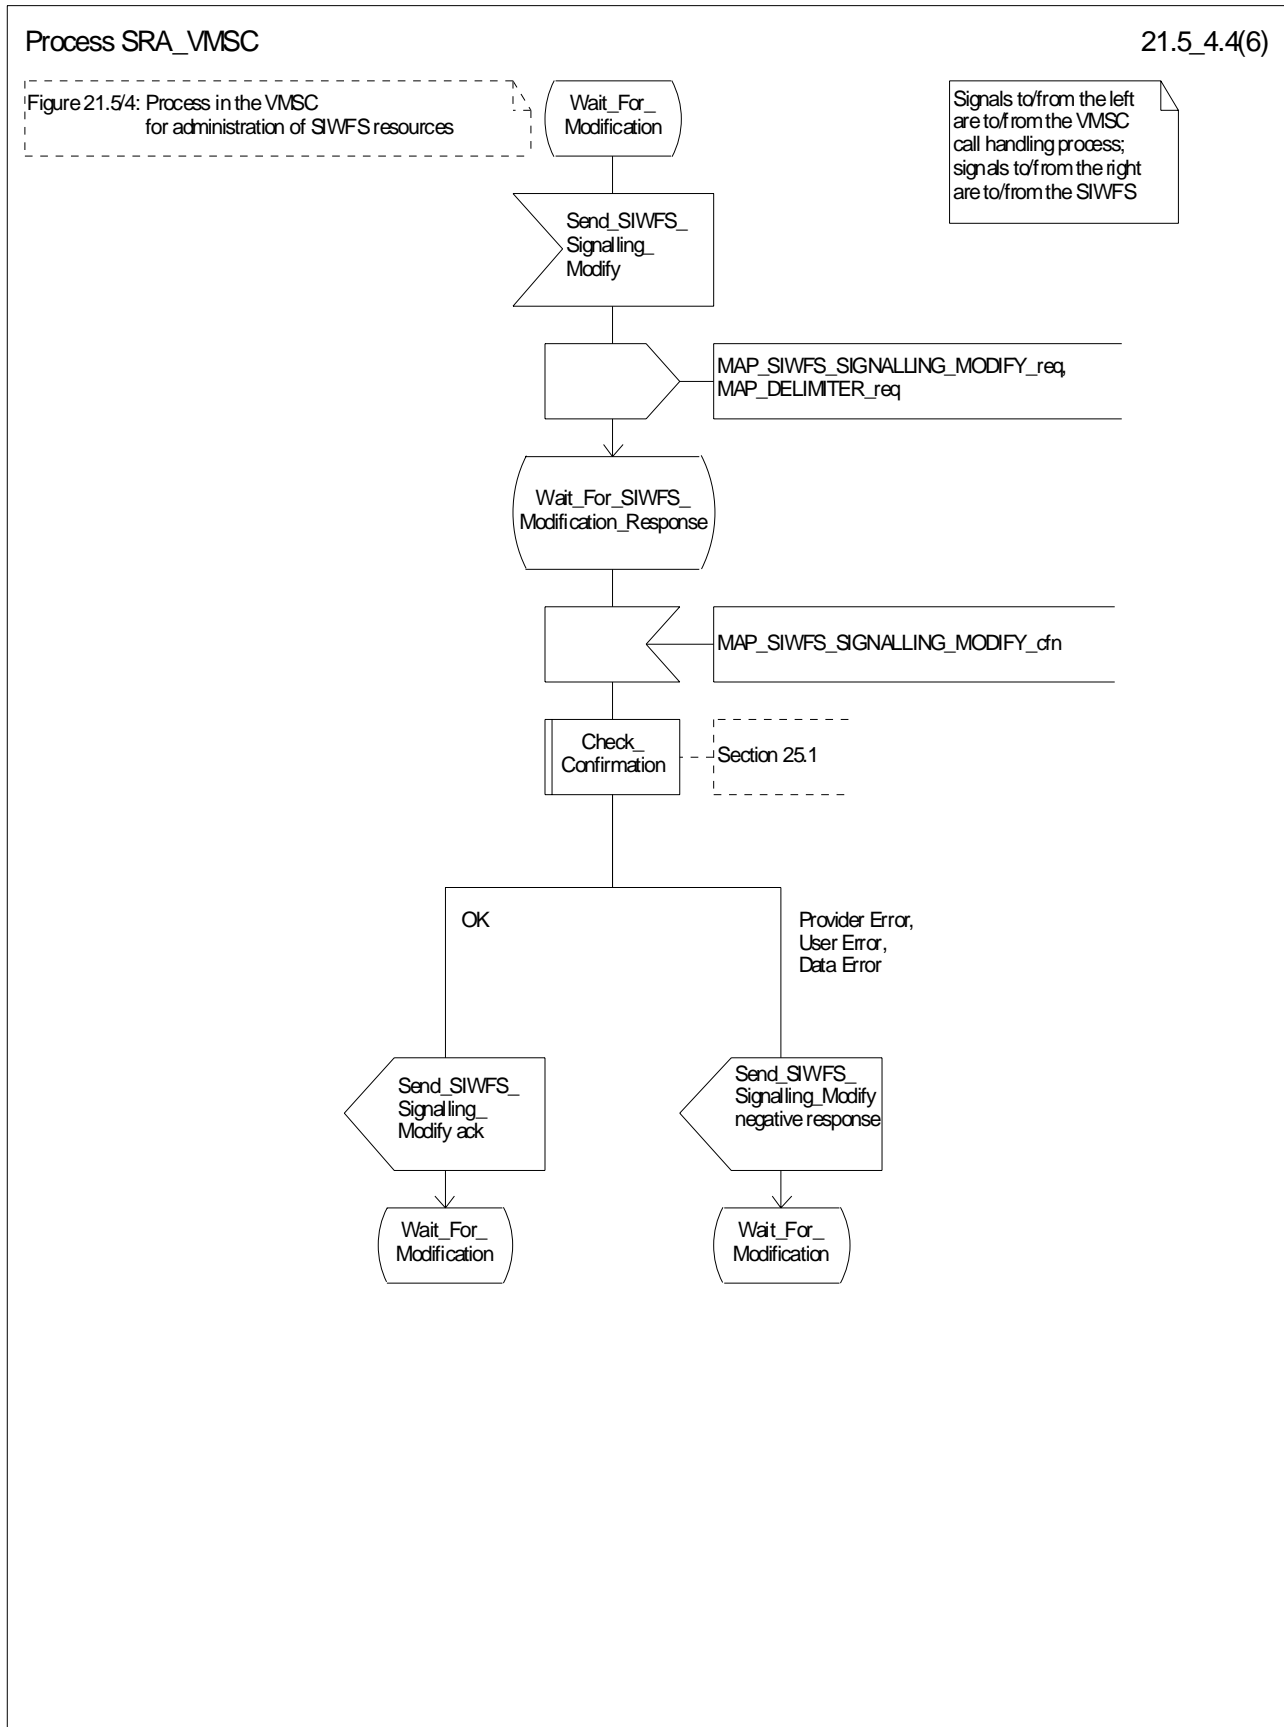 Process SRA_VMSC
21.5_4.4(6)
Figure 21.5/4: Process in the VMSC
for administration of SIWFS resources
Wait_For_
Modification
Signals to/from the left
are to/from the VMSC
call handling process;
signals to/from the right
are to/from the SIWFS
Send_SIWFS_
Signalling_
Modify
MAP_SIWFS_SIGNALLING_MODIFY_req,
MAP_DELIMITER_req
Wait_For_SIWFS_
Modification_Response
MAP_SIWFS_SIGNALLING_MODIFY_cfn
Check_
Confirmation
Section 25.1
OK
Provider Error,
User Error,
Data Error
Send_SIWFS_
Signalling_
Modify ack
Send_SIWFS_
Signalling_Modify
negative response
Wait_For_
Modification
Wait_For_
Modification